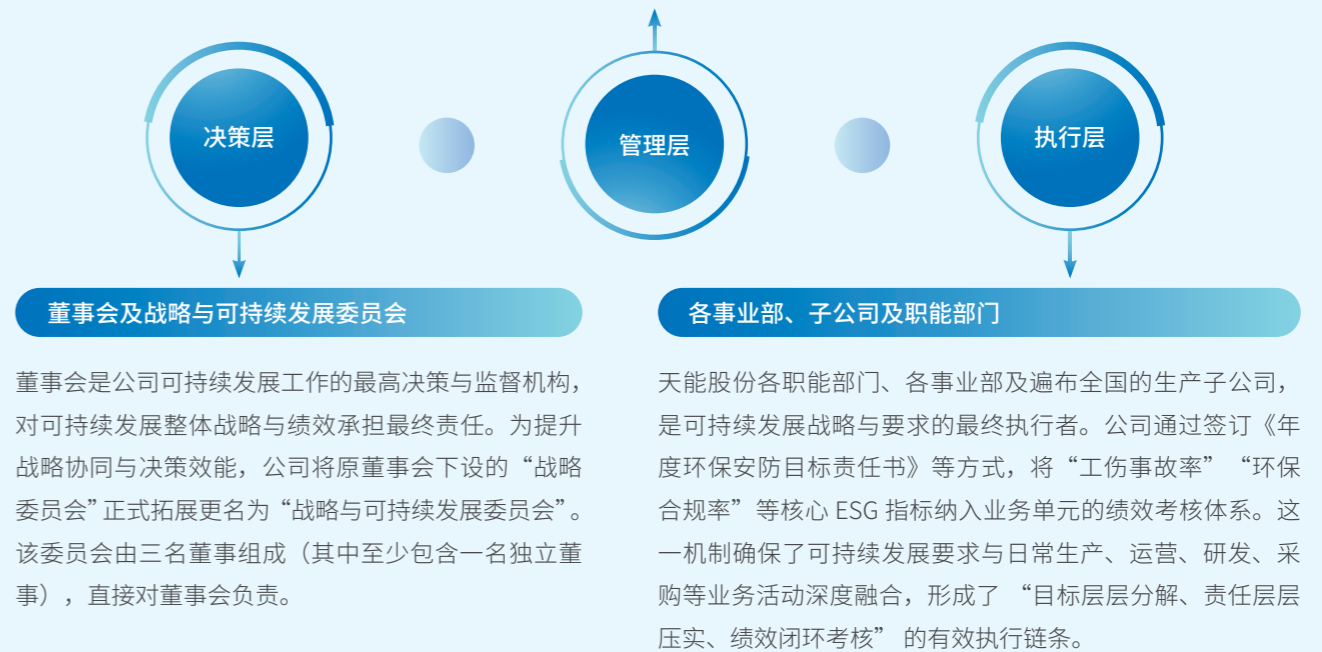 决策层
管理层
执行层
董事会及战略与可持续发展委员会
董事会是公司可持续发展工作的最高决策与监督机构，
对可持续发展整体战略与绩效承担最终责任。为提升
战略协同与决策效能，公司将原董事会下设的“战略
委员会”正式拓展更名为“战略与可持续发展委员会”。
该委员会由三名董事组成（其中至少包含一名独立董
事），直接对董事会负责。
各事业部、子公司及职能部门
天能股份各职能部门、各事业部及遍布全国的生产子公司，
是可持续发展战略与要求的最终执行者。公司通过签订《年
度环保安防目标责任书》等方式，将“工伤事故率”“环保
合规率”等核心 ESG 指标纳入业务单元的绩效考核体系。这
一机制确保了可持续发展要求与日常生产、运营、研发、采
购等业务活动深度融合，形成了 “目标层层分解、责任层层
压实、绩效闭环考核” 的有效执行链条。